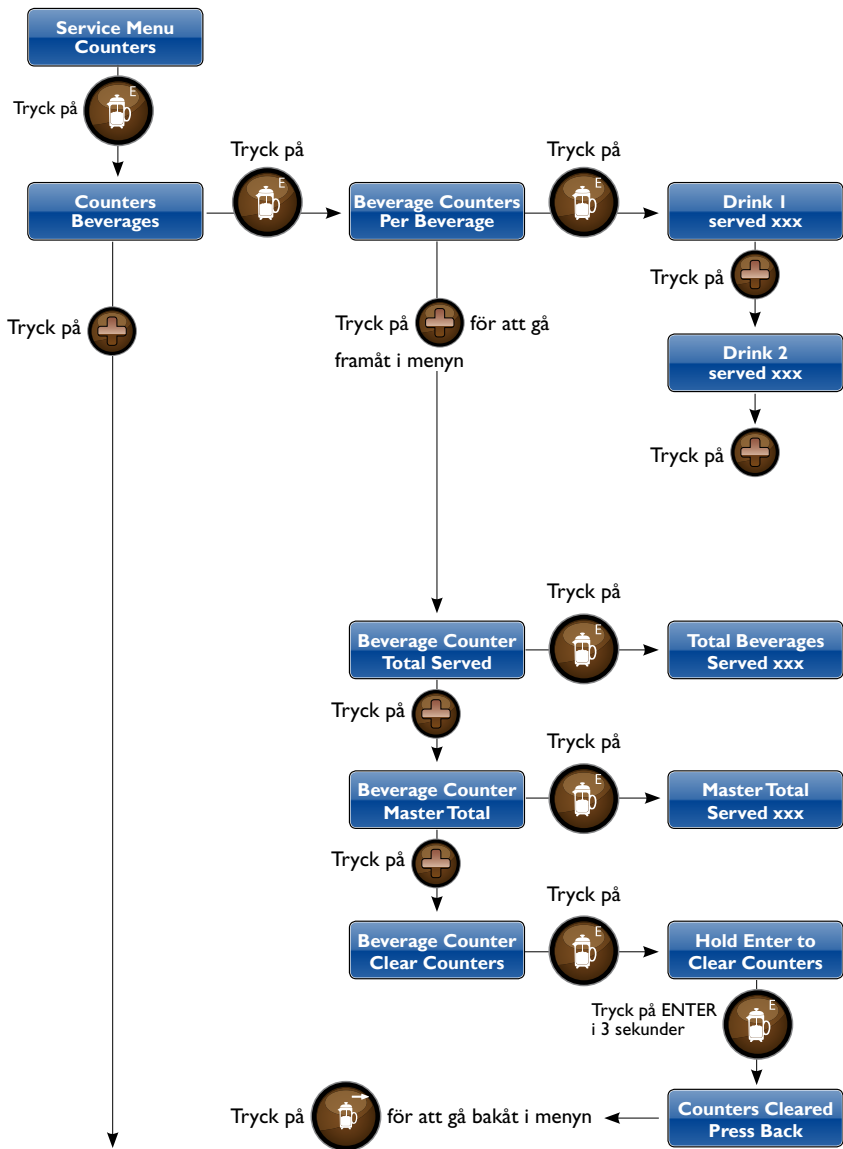 Service Menu
Counters
Tryck på
E
Tryck på
E
Tryck på
E
Counters
Beverages
Beverage Counters
Per Beverage
Drink 1
served xxx
Tryck på
Tryck på
Tryck på för att gå
framåt i menyn
Drink 2
served xxx
Tryck på
Tryck på
E
Beverage Counter
Total Served
Total Beverages
Served xxx
Tryck på
Tryck på
E
Beverage Counter
Master Total
Master Total
Served xxx
Tryck på
Tryck på
E
Beverage Counter
Clear Counters
Hold Enter to
Clear Counters
Tryck på ENTER
i 3 sekunder
E
Tryck på för att gå bakåt i menyn
Counters Cleared
Press Back